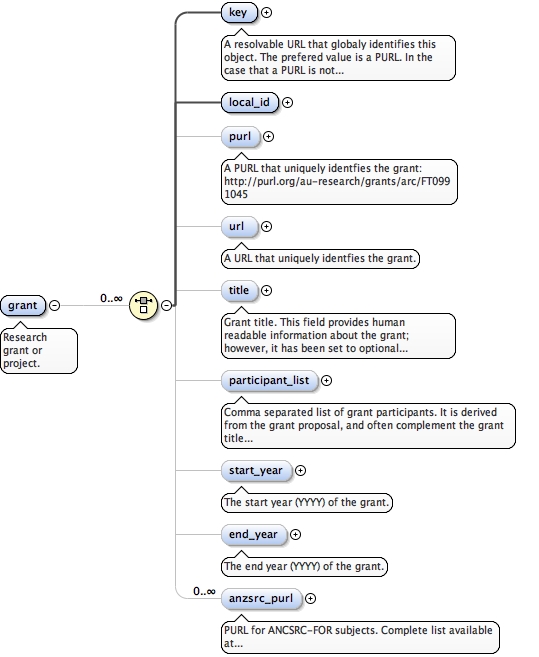 key
A resolvable URL that globaly identifies this
object. The prefered value is a PURL. In the
case that a PURL is not...
local_id
purl
A PURL that uniquely identfies the grant:
http://purl.org/au-research/grants/arc/FT099
1045
url
A URL that uniquely identfies the grant.
title
Grant title. This field provides human
readable information about the grant;
however, it has been set to optional...
grant
0..∞
Research
grant or
project.
participant_list
Comma separated list of grant participants. It is derived
from the grant proposal, and often complement the grant
title...
start_year
The start year (YYYY) of the grant.
end_year
The end year (YYYY) of the grant.
0..∞
anzsrc_purl
PURL for ANCSRC-FOR subjects. Complete list available
at...